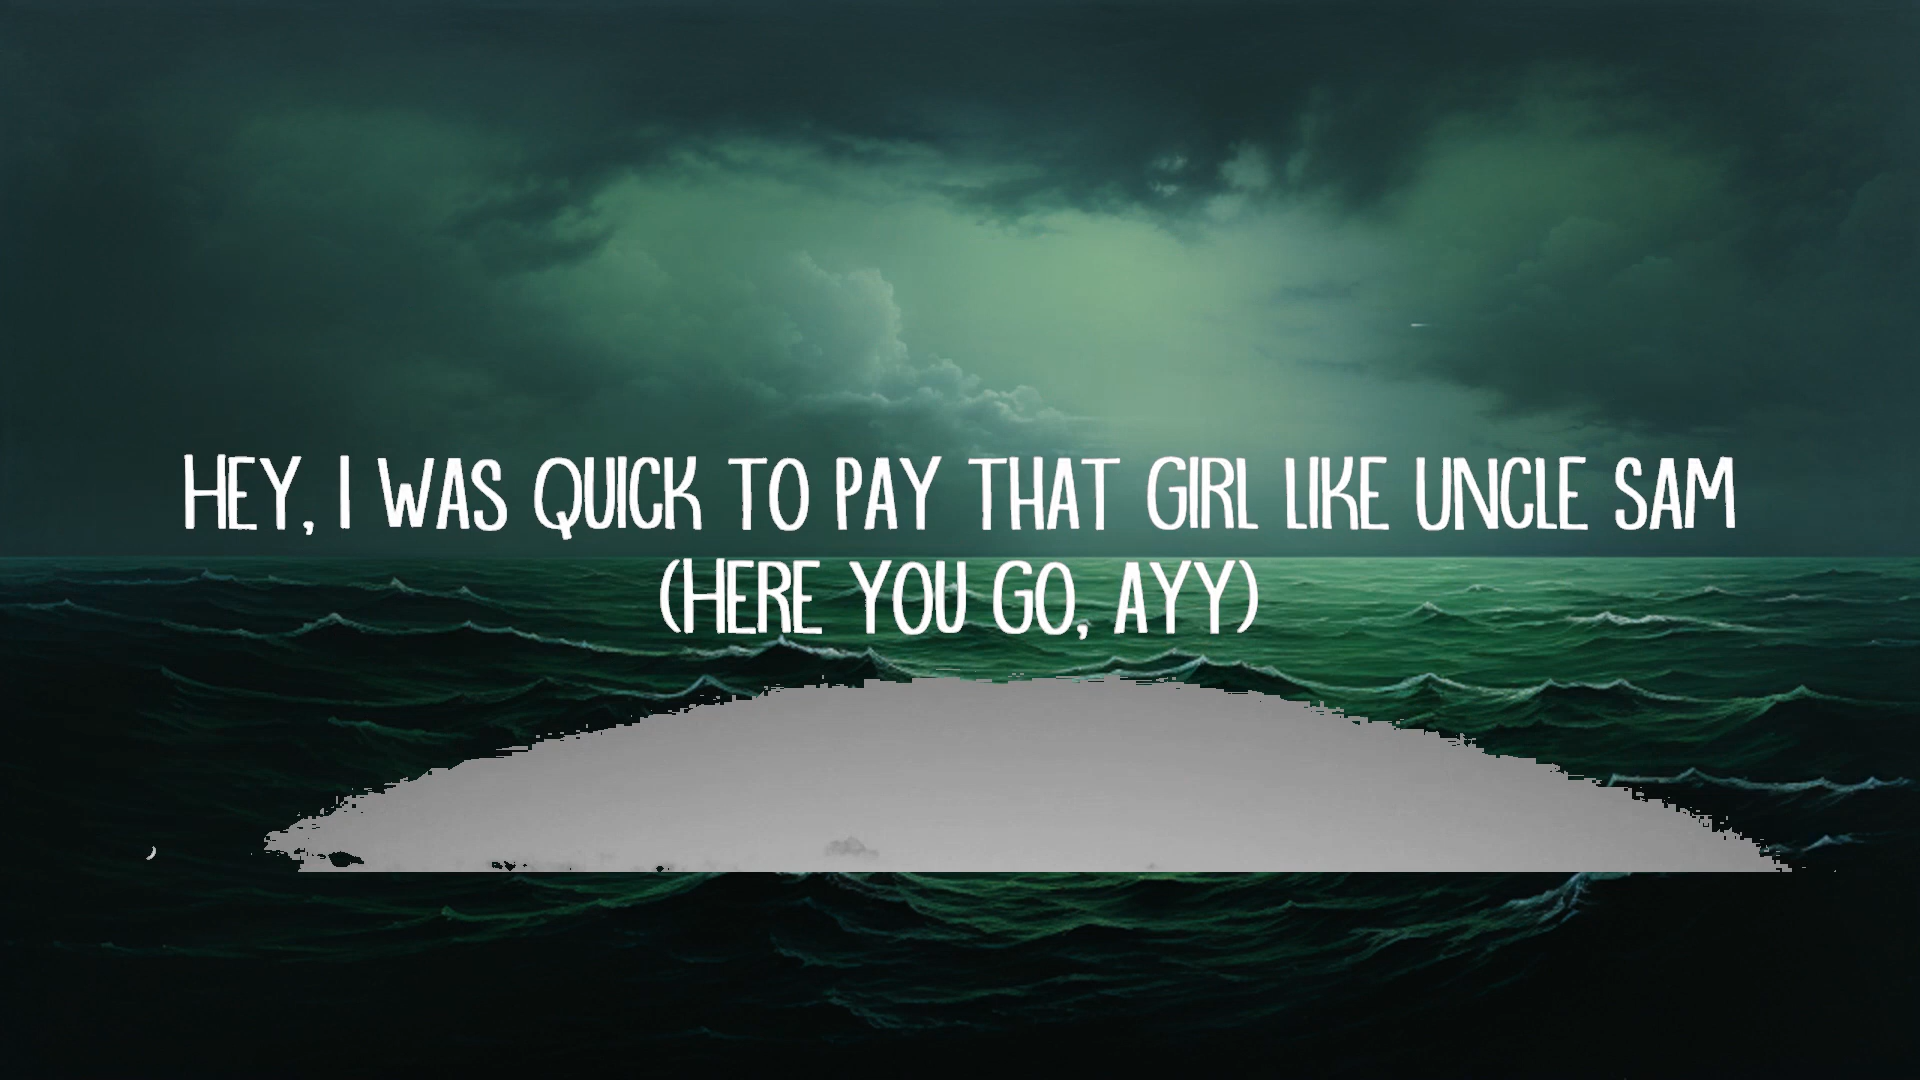 HEY, I WAS QUICK TO PAY THAT GIRL LIKE UNCLE SAM
(HERE YOU GO, AYY)